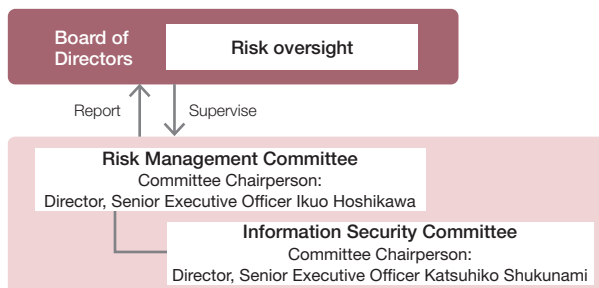 Board of
Directors
Risk oversight
Report
Supervise
Risk Management Committee
Committee Chairperson:
Director, Senior Executive Officer Ikuo Hoshikawa
Information Security Committee
Committee Chairperson:
Director, Senior Executive Officer Katsuhiko Shukunami